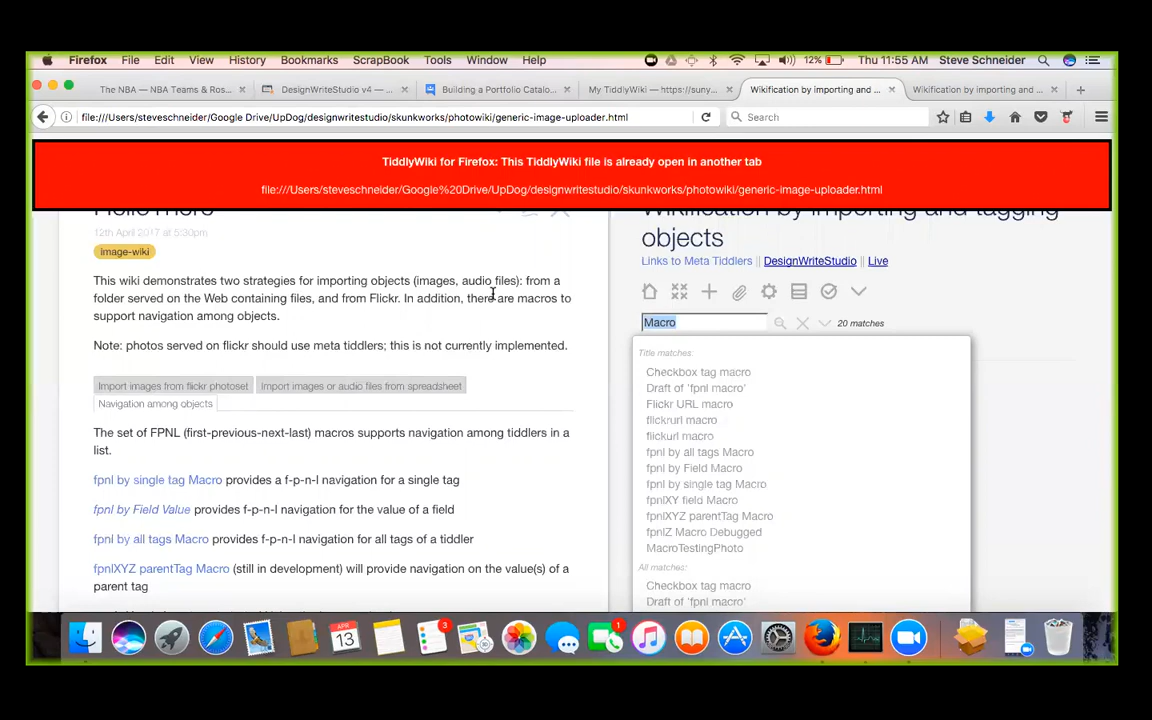 Firefox File Edit View History Bookmarks ScrapBook Tools Window Help 12% Thu 11:55 AM Steve Schneider
The NBA — NBA Teams & Ros... DesignWriteStudio v4 — ... Building a Portfolio Catalo... My TiddlyWiki — https://suny... Wikification by importing and ... Wikification by importing and ...
file:///Users/steveschneider/Google Drive/UpDog/designwritestudio/skunkworks/photowiki/generic-image-uploader.html Search
TiddlyWiki for Firefox: This TiddlyWiki file is already open in another tab
file:///Users/steveschneider/Google%20Drive/UpDog/designwritestudio/skunkworks/photowiki/generic-image-uploader.html
12th April 2017 at 5:30pm
image-wiki
This wiki demonstrates two strategies for importing objects (images, audio files): from a
folder served on the Web containing files, and from Flickr. In addition, there are macros to
support navigation among objects.
Note: photos served on flickr should use meta tiddlers; this is not currently implemented.
Import images from flickr photoset Import images or audio files from spreadsheet
Navigation among objects
The set of FPNL (first-previous-next-last) macros supports navigation among tiddlers in a
list.
fpnl by single tag Macro provides a f-p-n-l navigation for a single tag
fpnl by Field Value provides f-p-n-l navigation for the value of a field
fpnl by all tags Macro provides f-p-n-l navigation for all tags of a tiddler
fpnlXYZ parentTag Macro (still in development) will provide navigation on the value(s) of a
parent tag
Wikification by importing and tagging
objects
Links to Meta Tiddlers || DesignWriteStudio || Live
Macro 20 matches
Title matches:
Checkbox tag macro
Draft of 'fpnl macro'
Flickr URL macro
flickrurl macro
fliickurl macro
fpnl by all tags Macro
fpnl by Field Macro
fpnl by single tag Macro
fpnlXY field Macro
fpnlXYZ parentTag Macro
fpnlZ Macro Debugged
MacroTestingPhoto
All matches:
Checkbox tag macro
Draft of 'fpnl macro'
APR
13
3
1